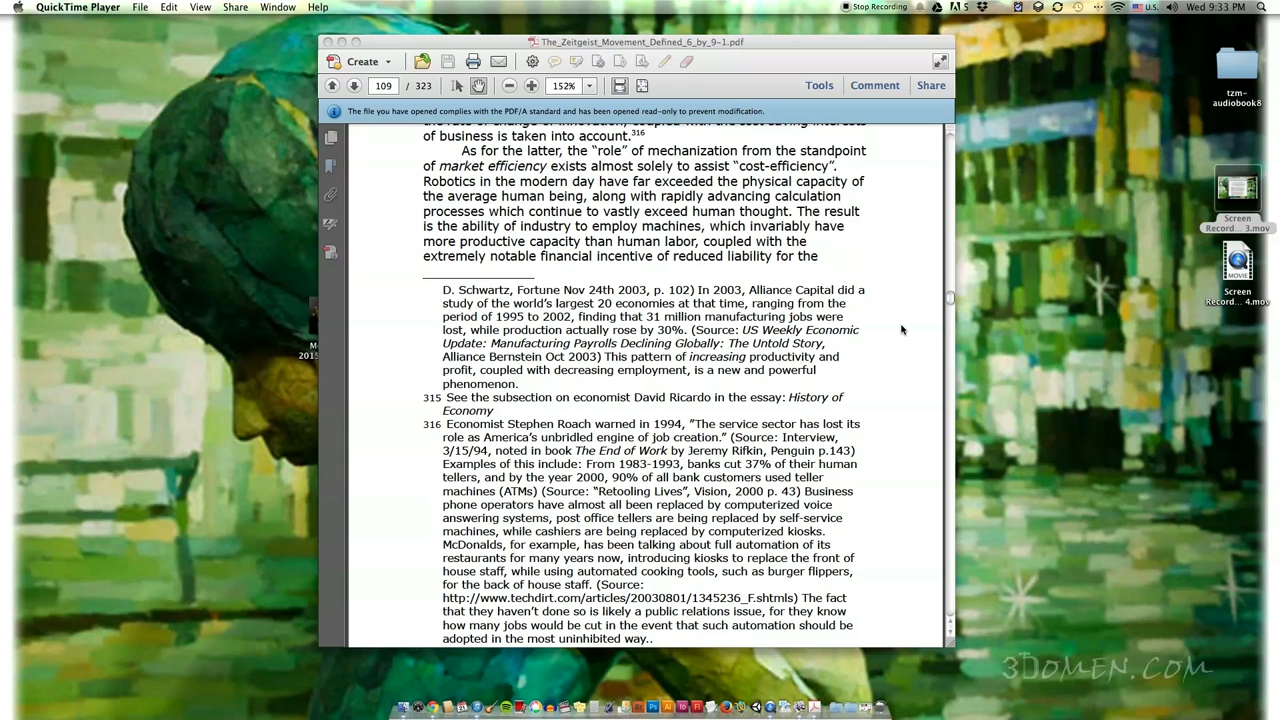 QuickTime Player File Edit View Share Window Help
Stop Recording
5
U.S.
Wed 9:33 PM
The_Zeitgeist_Movement_Defined_6_by_9-1.pdf
Create
109 / 323
152%
Tools Comment Share
The file you have opened complies with the PDF/A standard and has been opened read-only to prevent modification.
of business is taken into account.316
As for the latter, the “role” of mechanization from the standpoint
of market efficiency exists almost solely to assist “cost-efficiency”.
Robotics in the modern day have far exceeded the physical capacity of
the average human being, along with rapidly advancing calculation
processes which continue to vastly exceed human thought. The result
is the ability of industry to employ machines, which invariably have
more productive capacity than human labor, coupled with the
extremely notable financial incentive of reduced liability for the
D. Schwartz, Fortune Nov 24th 2003, p. 102) In 2003, Alliance Capital did a
study of the world’s largest 20 economies at that time, ranging from the
period of 1995 to 2002, finding that 31 million manufacturing jobs were
lost, while production actually rose by 30%. (Source: US Weekly Economic
Update: Manufacturing Payrolls Declining Globally: The Untold Story,
Alliance Bernstein Oct 2003) This pattern of increasing productivity and
profit, coupled with decreasing employment, is a new and powerful
phenomenon.
315 See the subsection on economist David Ricardo in the essay: History of
Economy
316 Economist Stephen Roach warned in 1994, "The service sector has lost its
role as America’s unbridled engine of job creation.” (Source: Interview,
3/15/94, noted in book The End of Work by Jeremy Rifkin, Penguin p.143)
Examples of this include: From 1983-1993, banks cut 37% of their human
tellers, and by the year 2000, 90% of all bank customers used teller
machines (ATMs) (Source: “Retooling Lives”, Vision, 2000 p. 43) Business
phone operators have almost all been replaced by computerized voice
answering systems, post office tellers are being replaced by self-service
machines, while cashiers are being replaced by computerized kiosks.
McDonalds, for example, has been talking about full automation of its
restaurants for many years now, introducing kiosks to replace the front of
house staff, while using automated cooking tools, such as burger flippers,
for the back of house staff. (Source:
http://www.techdirt.com/articles/20030801/1345236_F.shtmls) The fact
that they haven’t done so is likely a public relations issue, for they know
how many jobs would be cut in the event that such automation should be
adopted in the most uninhibited way..
tzm-
audiobook8
Screen
Record...3.mov
MOVIE
Screen
Record...4.mov
3DOMEN.COM